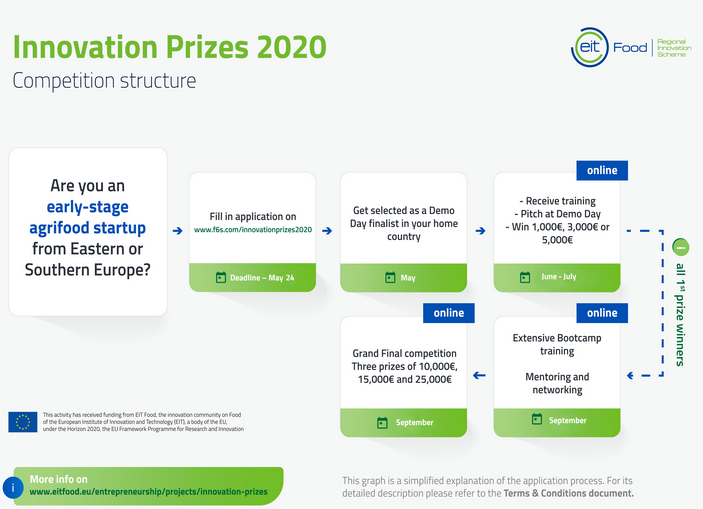 Innovation Prizes 2020
Competition structure
eit Food
Regional
Innovation
Scheme
Are you an
early-stage
agrifood startup
from Eastern or
Southern Europe?
Fill in application on
www.f6s.com/innovationprizes2020
Deadline – May 24
Get selected as a Demo
Day finalist in your home
country
May
online
- Receive training
- Pitch at Demo Day
- Win 1,000€, 3,000€ or
5,000€
June - July
i
all 1st prize winners
online
Extensive Bootcamp
training
Mentoring and
networking
September
online
Grand Final competition
Three prizes of 10,000€,
15,000€ and 25,000€
September
This activity has received funding from EIT Food, the innovation community on Food
of the European Institute of Innovation and Technology (EIT), a body of the EU,
under the Horizon 2020, the EU Framework Programme for Research and Innovation
i
More info on
www.eitfood.eu/entrepreneurship/projects/innovation-prizes
This graph is a simplified explanation of the application process. For its
detailed description please refer to the Terms & Conditions document.